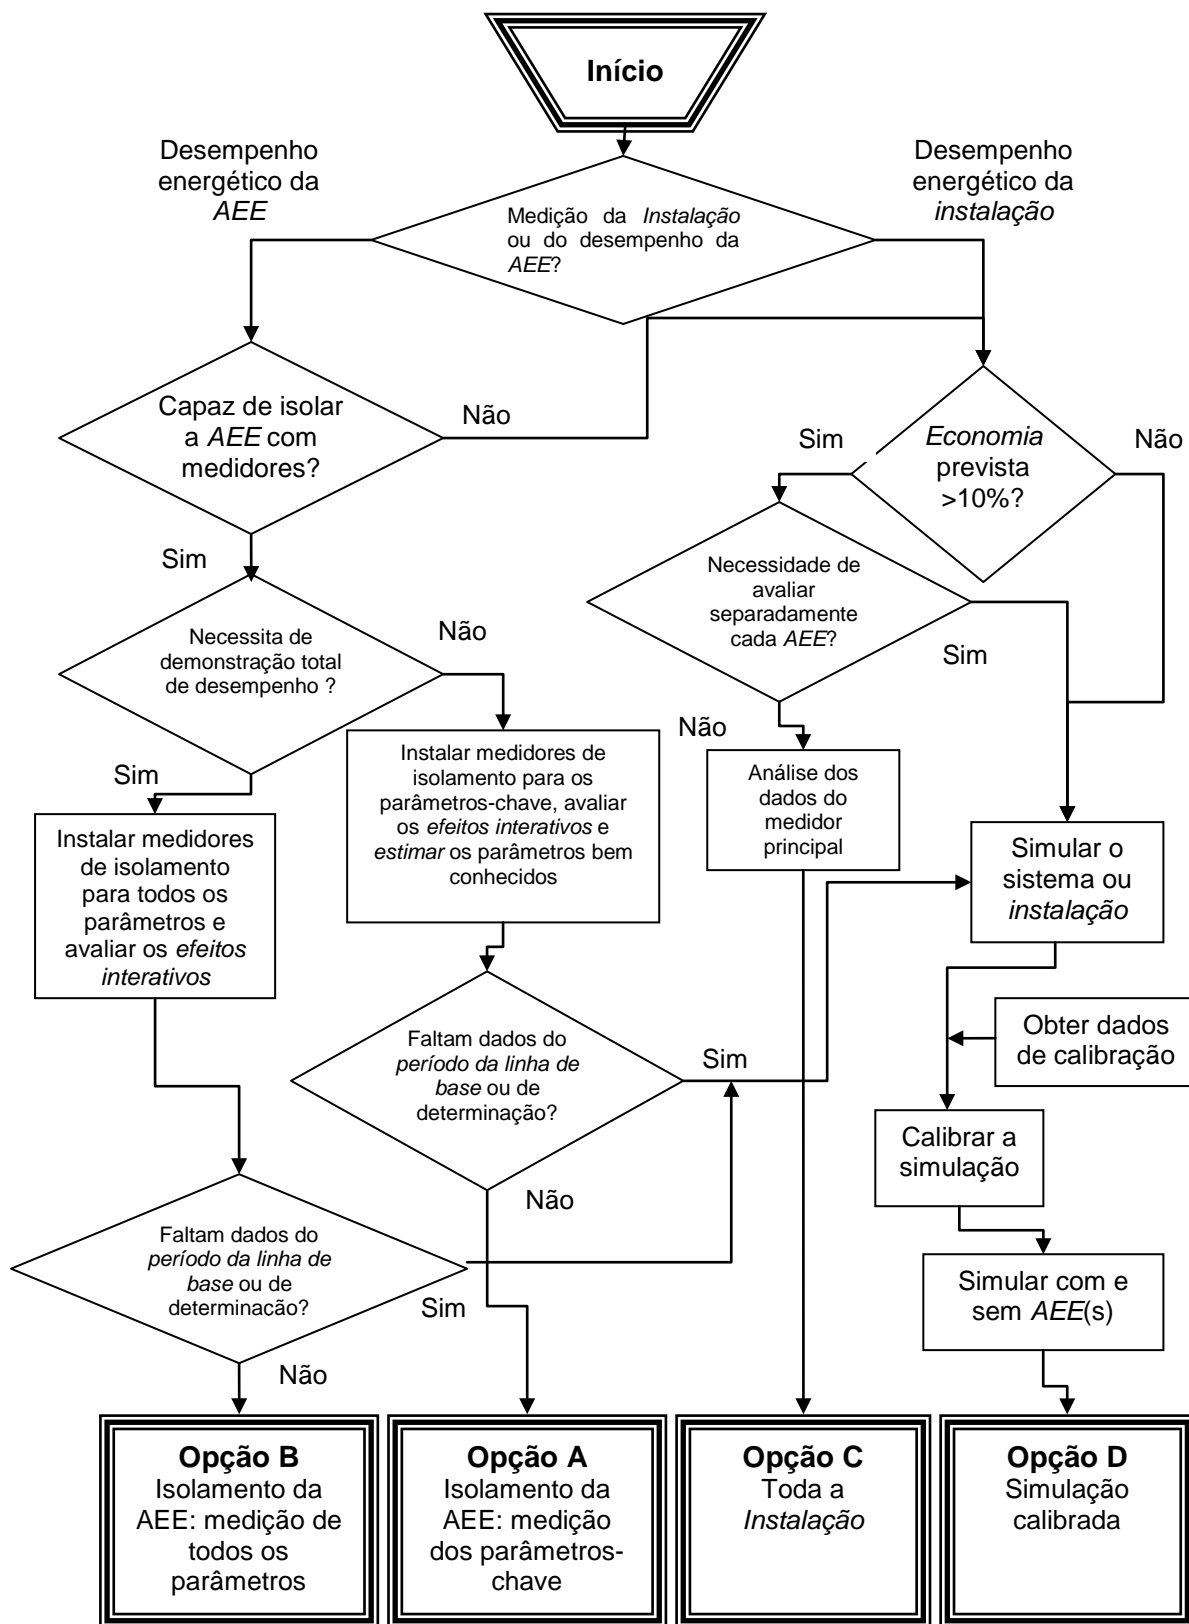 Início
Desempenho
energético da
AEE
Desempenho
energético da
instalação
Medição da Instalação
ou do desempenho da
AEE?
Capaz de isolar
a AEE com
medidores?
Não
Sim
Economia
prevista
>10%?
Não
Sim
Necessidade de
avaliar
separadamente
cada AEE?
Sim
Necessita de
demonstração total
de desempenho ?
Não
Não
Sim
Instalar medidores de
isolamento para os
parâmetros-chave, avaliar
os efeitos interativos e
estimar os parâmetros bem
conhecidos
Análise dos
dados do
medidor
principal
Instalar medidores
de isolamento
para todos os
parâmetros e
avaliar os efeitos
interativos
Simular o
sistema ou
instalação
Faltam dados do
período da linha de
base ou de
determinação?
Sim
Obter dados
de calibração
Calibrar a
simulação
Não
Faltam dados do
período da linha de
base ou de
determinação?
Sim
Simular com e
sem AEE(s)
Não
Opção B
Isolamento da
AEE: medição de
todos os
parâmetros
Opção A
Isolamento da
AEE: medição
dos parâmetros-
chave
Opção C
Toda a
Instalação
Opção D
Simulação
calibrada